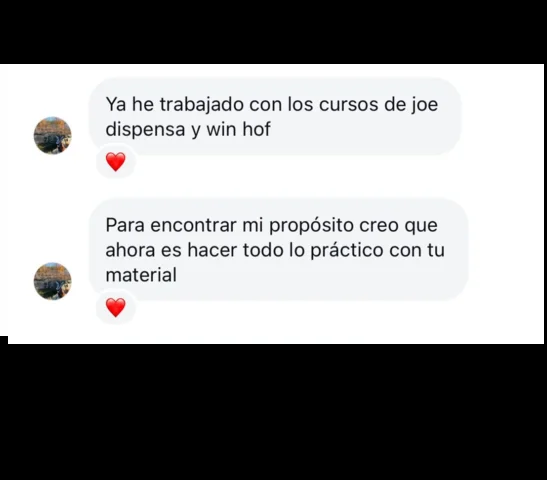 Ya he trabajado con los cursos de joe
dispensa y win hof
Para encontrar mi propósito creo que
ahora es hacer todo lo práctico con tu
material